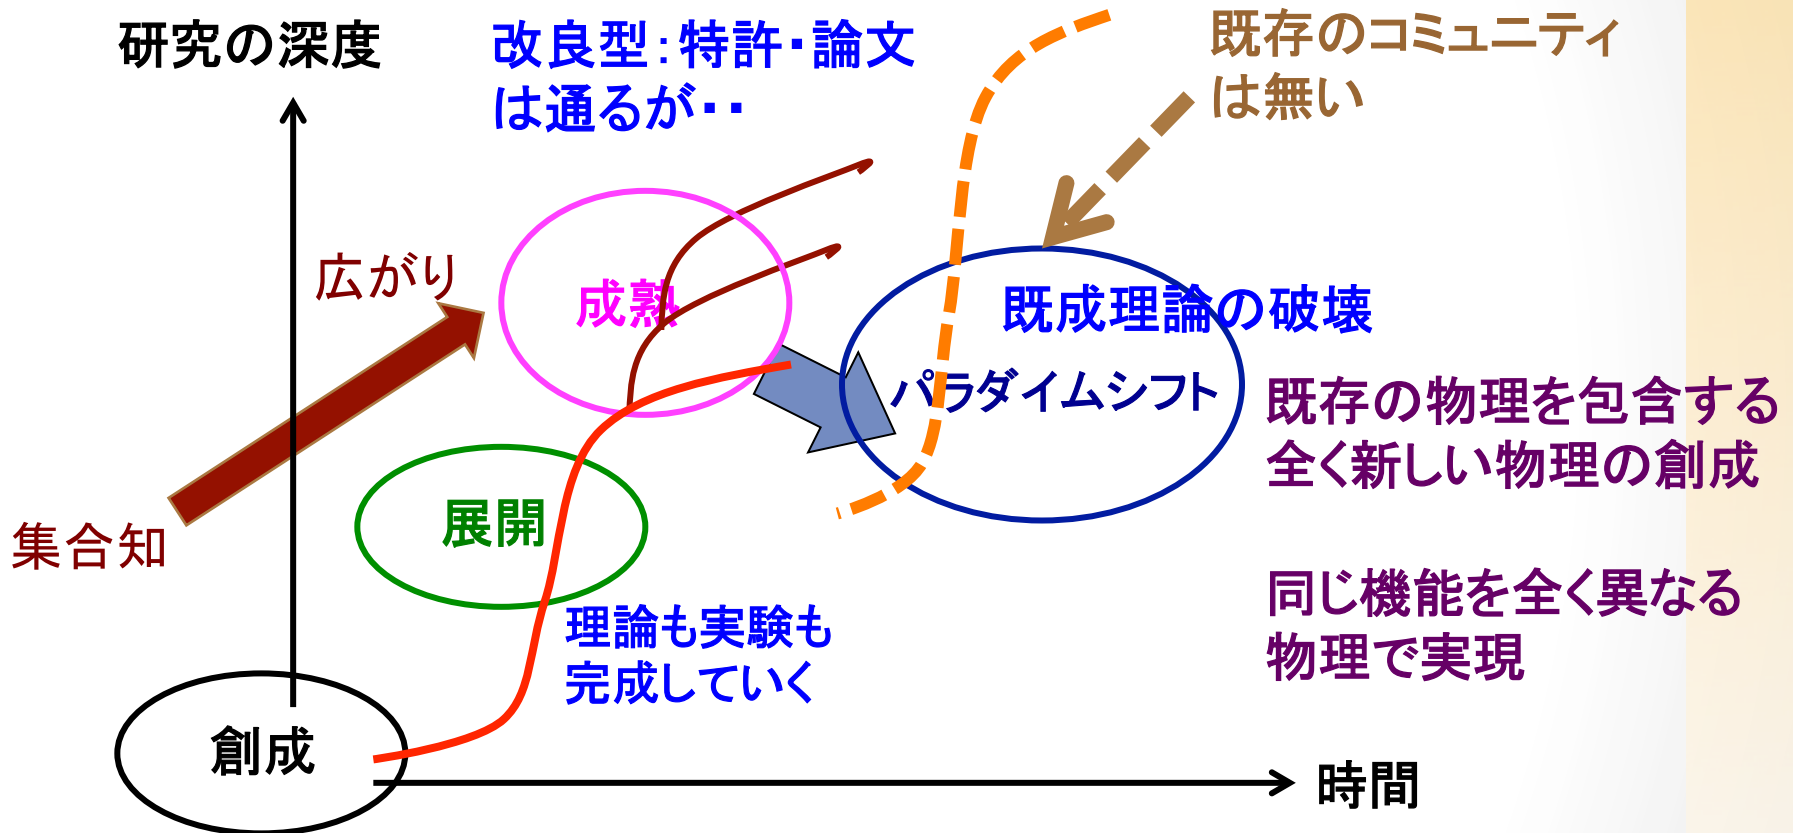 研究の深度
改良型：特許・論文
は通るが・・
既存のコミュニティ
は無い
広がり
成熟
既成理論の破壊
パラダイムシフト
既存の物理を包含する
全く新しい物理の創成
集合知
展開
理論も実験も
完成していく
同じ機能を全く異なる
物理で実現
創成
時間